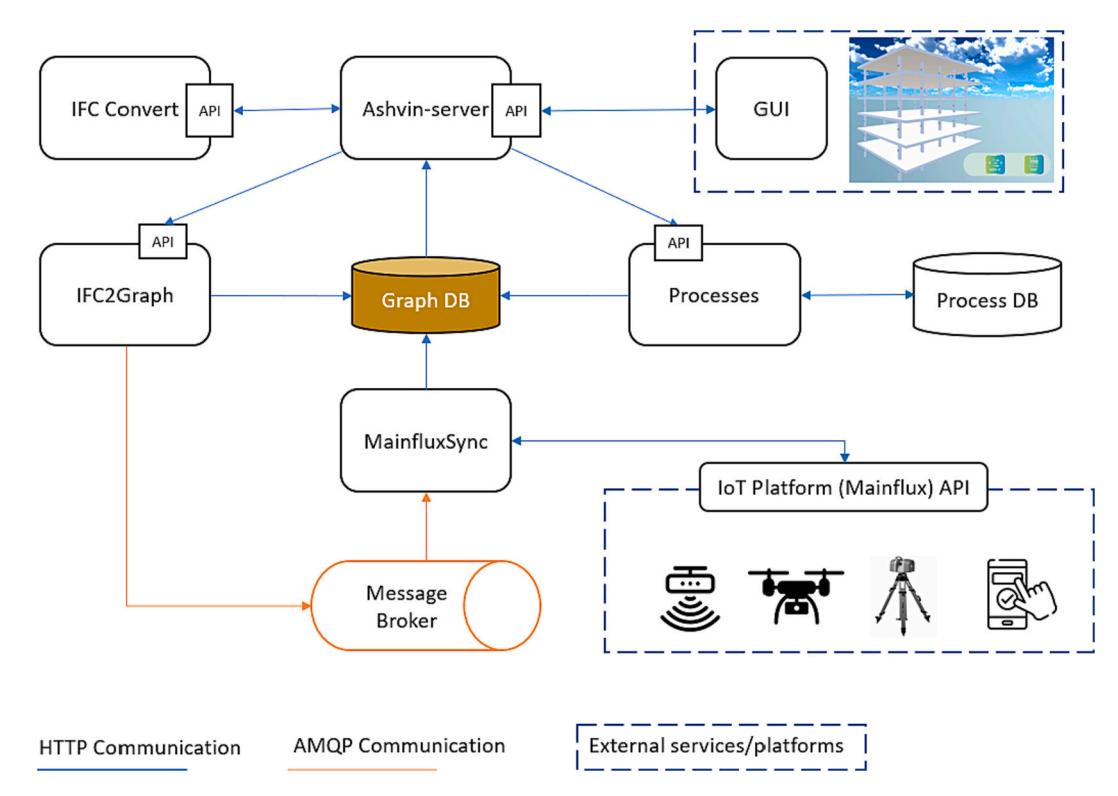 IFC Convert
API
Ashvin-server
API
GUI
API
IFC2Graph
Graph DB
API
Processes
Process DB
MainfluxSync
IoT Platform (Mainflux) API
Message
Broker
HTTP Communication
AMQP Communication
External services/platforms